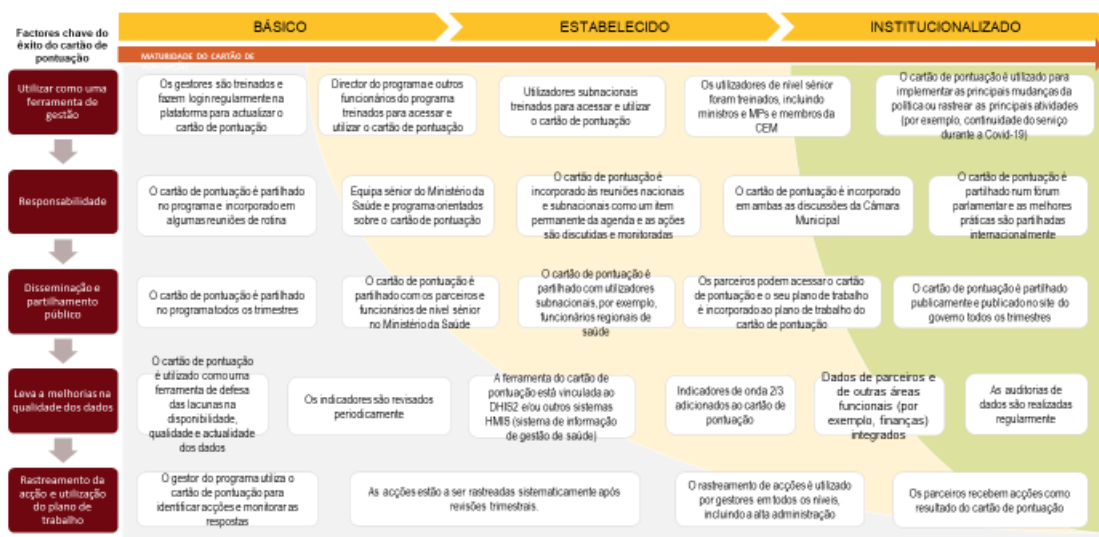 Factores chave do
êxito do cartão de
pontuação
BÁSICO
ESTABELECIDO
INSTITUCIONALIZADO
MATURIDADE DO CARTÃO DE
Utilizar como uma
ferramenta de
gestão
Os gestores são treinados e
fazem login regularmente na
plataforma para actualizar o
cartão de pontuação
Director do programa e outros
funcionários do programa
treinados para acessar e
utilizar o cartão de pontuação
Utilizadores subnacionais
treinados para acessar e utilizar
o cartão de pontuação
Os utilizadores de nível sénior
foram treinados, incluindo
ministros e MPs e membros da
CEM
O cartão de pontuação é utilizado para
implementar as principais mudanças da
política ou rastrear as principais atividades
(por exemplo, continuidade do serviço
durante a Covid-19)
Responsabilidade
O cartão de pontuação é partilhado
no programa e incorporado em
algumas reuniões de rotina
Equipa sénior do Ministério da
Saúde e programa orientados
sobre o cartão de pontuação
O cartão de pontuação é
incorporado às reuniões nacionais
e subnacionais como um item
permanente da agenda e as ações
são discutidas e monitoradas
O cartão de pontuação é incorporado
em ambas as discussões da Câmara
Municipal
O cartão de pontuação é
partilhado num fórum
parlamentar e as melhores
práticas são partilhadas
internacionalmente
Disseminação e
partilhamento
público
O cartão de pontuação é partilhado
no programa todos os trimestres
O cartão de pontuação é
partilhado com os parceiros e
funcionários de nível sénior
no Ministério da Saúde
O cartão de pontuação é
partilhado com utilizadores
subnacionais, por exemplo,
funcionários regionais de
saúde
Os parceiros podem acessar o cartão
de pontuação e o seu plano de trabalho
é incorporado ao plano de trabalho do
cartão de pontuação
O cartão de pontuação é partilhado
publicamente e publicado no site do
governo todos os trimestres
Leva a melhorias na
qualidade dos dados
O cartão de pontuação
é utilizado como uma
ferramenta de defesa
das lacunas na
disponibilidade,
qualidade e actualidade
dos dados
Os indicadores são revisados
periodicamente
A ferramenta do cartão de
pontuação está vinculada ao
DHIS2 e/ou outros sistemas
HMIS (sistema de informação
de gestão de saúde)
Indicadores de onda 2/3
adicionados ao cartão de
pontuação
Dados de parceiros e
de outras áreas
funcionais (por
exemplo, finanças)
integrados
As auditorias de
dados são realizadas
regularmente
Rastreamento da
acção e utilização
do plano de
trabalho
O gestor do programa utiliza o
cartão de pontuação para
identificar acções e monitorar as
respostas
As acções estão a ser rastreadas sistematicamente após
revisões trimestrais.
O rastreamento de acções é utilizado
por gestores em todos os níveis,
incluindo a alta administração
Os parceiros recebem acções como
resultado do cartão de pontuação